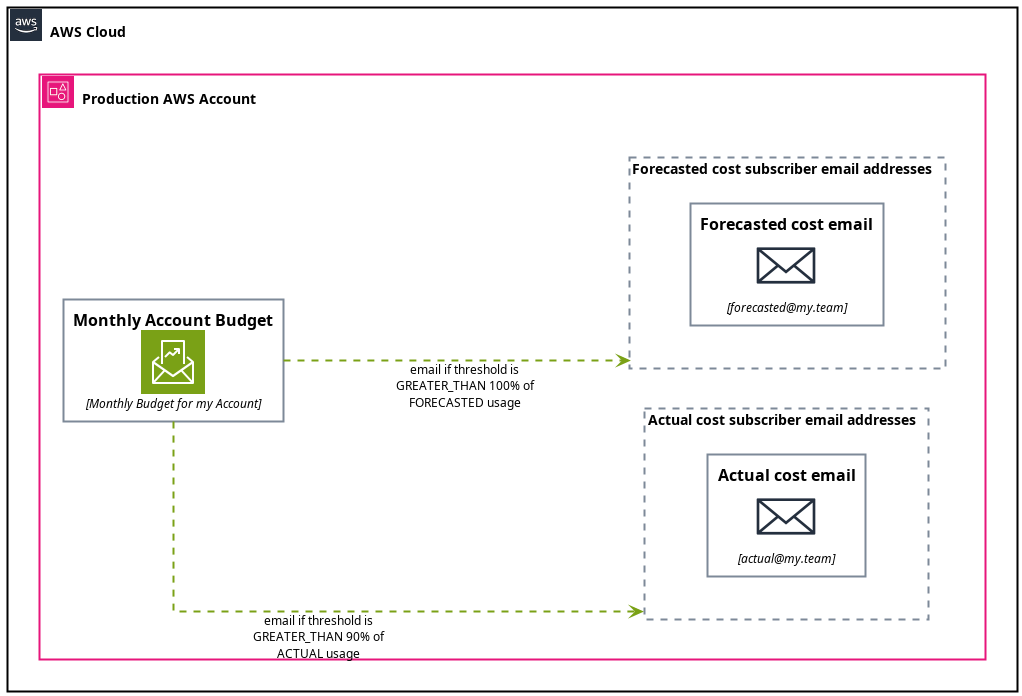 aws
AWS Cloud
Production AWS Account
Forecasted cost subscriber email addresses
Forecasted cost email
[forecasted@my.team]
Monthly Account Budget
[Monthly Budget for my Account]
email if threshold is
GREATER_THAN 100% of
FORECASTED usage
Actual cost subscriber email addresses
Actual cost email
[actual@my.team]
email if threshold is
GREATER_THAN 90% of
ACTUAL usage